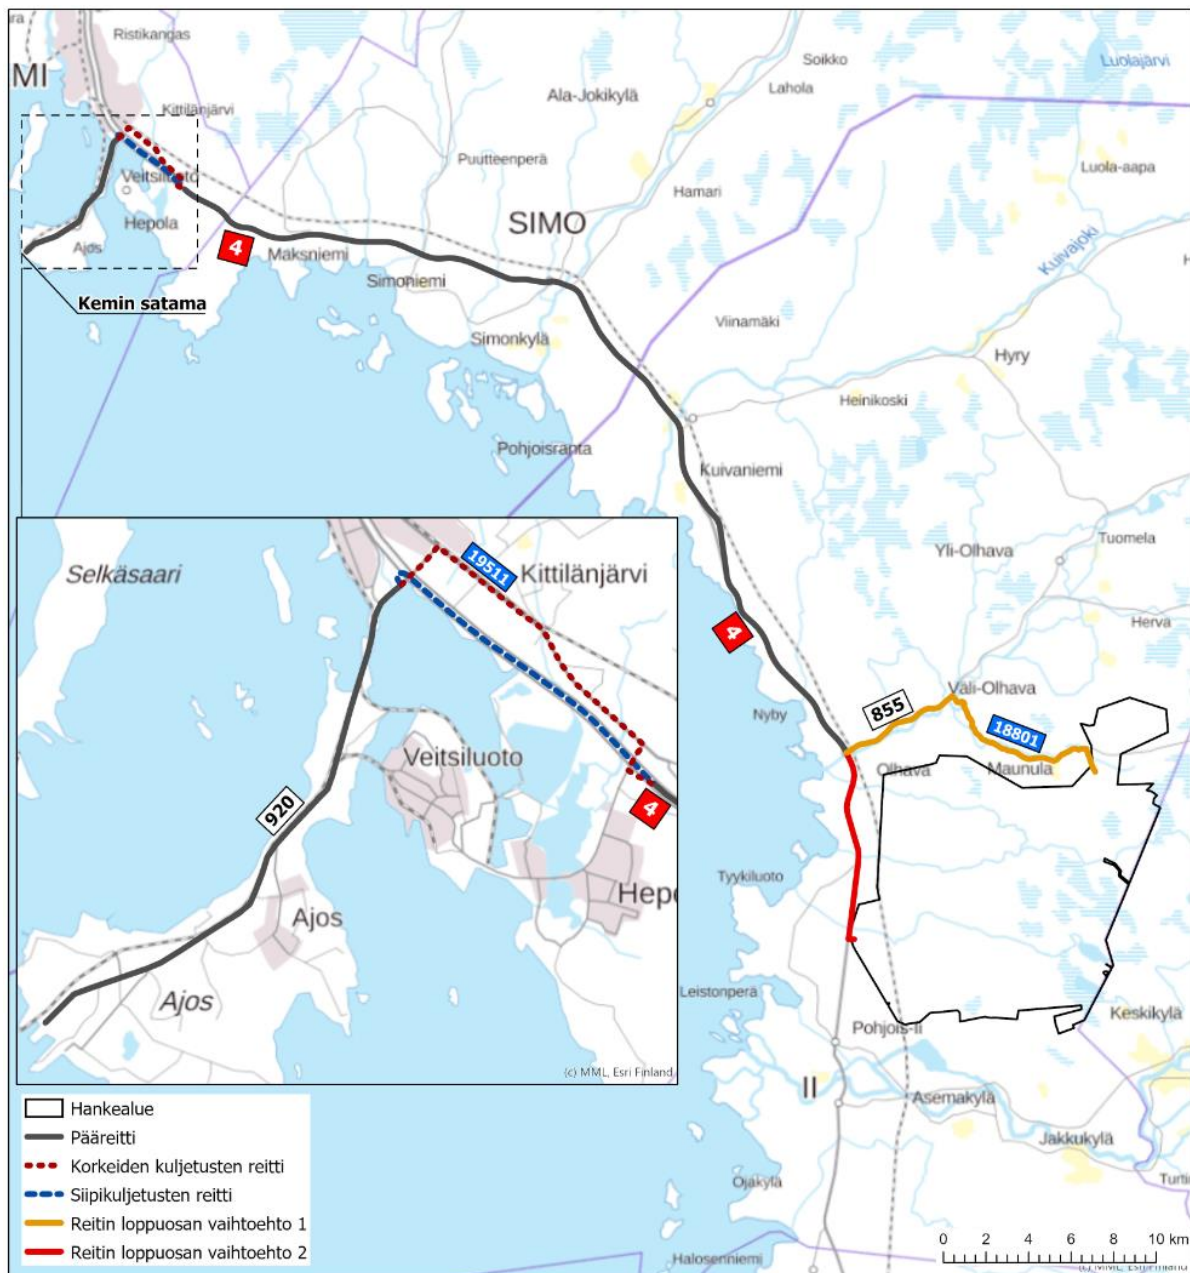 Ristikangas
MI
Kittilänjärvi
Soikko
Lahola
Luolajärvi
Ala-Jokikylä
Puutteenperä
Luola-aapa
Veitsiluoto
Hamari
Hepola
SIMO
Ajos
4
Maksniemi
Kuivajoki
Simoniemi
Kemin satama
Viinamäki
Simonkylä
Hyry
Heinikoski
Pohjoisranta
Kuivaniemi
Tuomela
Yli-Olhava
Herva
4
Väli-Olhava
Nyby
855
18801
Olhava
Maunula
Tyykiluoto
Leistonperä
Keskikylä
Pohjois-Ii
II
Asemakylä
Jakkukylä
Ojakylä
Halosenniemi
Selkäsaari
19511
Kittilänjärvi
Veitsiluoto
4
920
Ajos
Ajos
(c) MML, Esri Finland
Hankealue
Pääreitti
Korkeiden kuljetusten reitti
Siipikuljetusten reitti
Reitin loppuosan vaihtoehto 1
Reitin loppuosan vaihtoehto 2
0 2 4 6 8 10 km